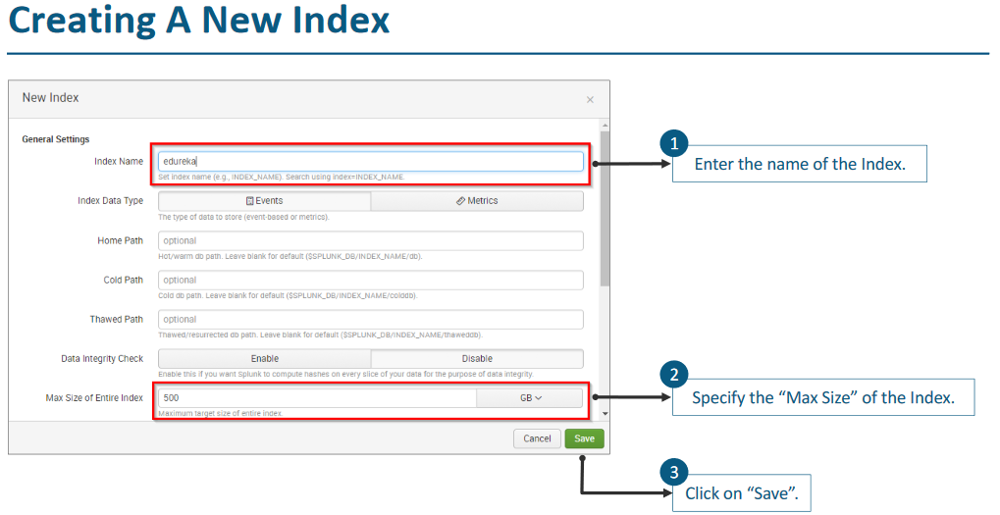 Creating A New Index
New Index
×
General Settings
Index Name
edureka
Set index name (e.g., INDEX_NAME). Search using index=INDEX_NAME.
1
Enter the name of the Index.
Index Data Type
Events
Metrics
The type of data to store (event-based or metrics).
Home Path
optional
Hot/warm db path. Leave blank for default ($SPLUNK_DB/INDEX_NAME/db).
Cold Path
optional
Cold db path. Leave blank for default ($SPLUNK_DB/INDEX_NAME/colddb).
Thawed Path
optional
Thawed/resurrected db path. Leave blank for default ($SPLUNK_DB/INDEX_NAME/thaweddb).
Data Integrity Check
Enable
Disable
Enable this if you want Splunk to compute hashes on every slice of your data for the purpose of data integrity.
Max Size of Entire Index
500
GB
Maximum target size of entire index.
2
Specify the “Max Size” of the Index.
Cancel
Save
3
Click on “Save”.